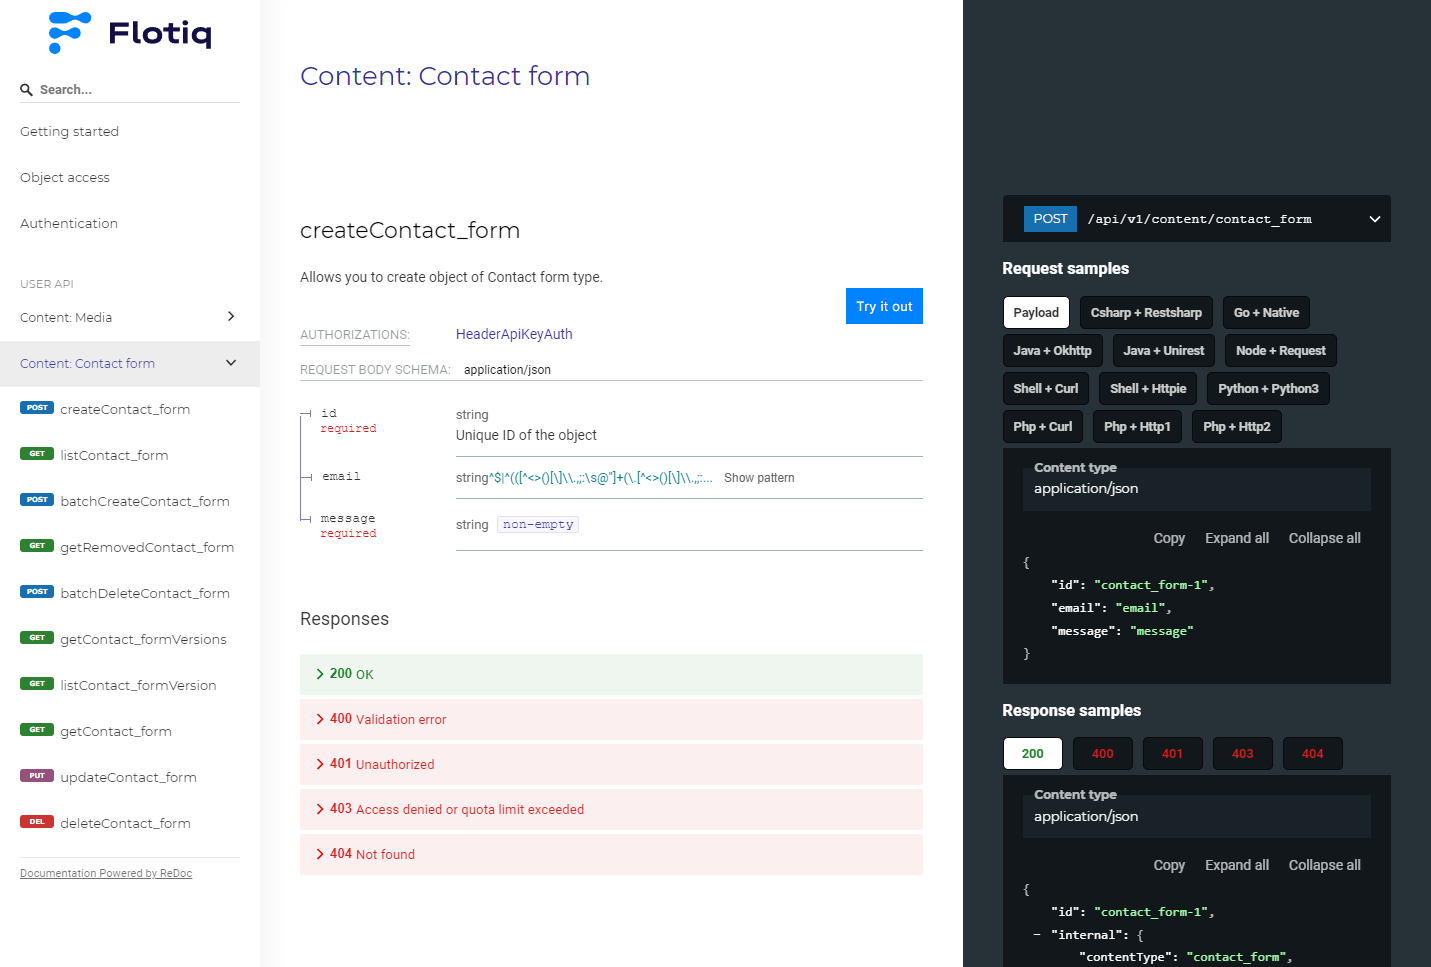 Flotiq
Search...
Getting started
Object access
Authentication
USER API
Content: Media
Content: Contact form
POST createContact_form
GET listContact_form
POST batchCreateContact_form
GET getRemovedContact_form
POST batchDeleteContact_form
GET getContact_formVersions
GET listContact_formVersion
GET getContact_form
PUT updateContact_form
DEL deleteContact_form
Documentation Powered by ReDoc
Content: Contact form
createContact_form
Allows you to create object of Contact form type.
Try it out
AUTHORIZATIONS: HeaderApiKeyAuth
REQUEST BODY SCHEMA: application/json
id string
required Unique ID of the object
email string^$|^(([^<>()[\]\\.,;:\s@"]+(\.[^<>()[\]\\.,;:... Show pattern
message string non-empty
required
Responses
200 OK
400 Validation error
401 Unauthorized
403 Access denied or quota limit exceeded
404 Not found
POST /api/v1/content/contact_form
Request samples
Payload Csharp + Restsharp Go + Native
Java + Okhttp Java + Unirest Node + Request
Shell + Curl Shell + Httpie Python + Python3
Php + Curl Php + Http1 Php + Http2
Content type
application/json
Copy Expand all Collapse all
{
"id": "contact_form-1",
"email": "email",
"message": "message"
}
Response samples
200 400 401 403 404
Content type
application/json
Copy Expand all Collapse all
{
"id": "contact_form-1",
- "internal": {
"contentType": "contact_form",